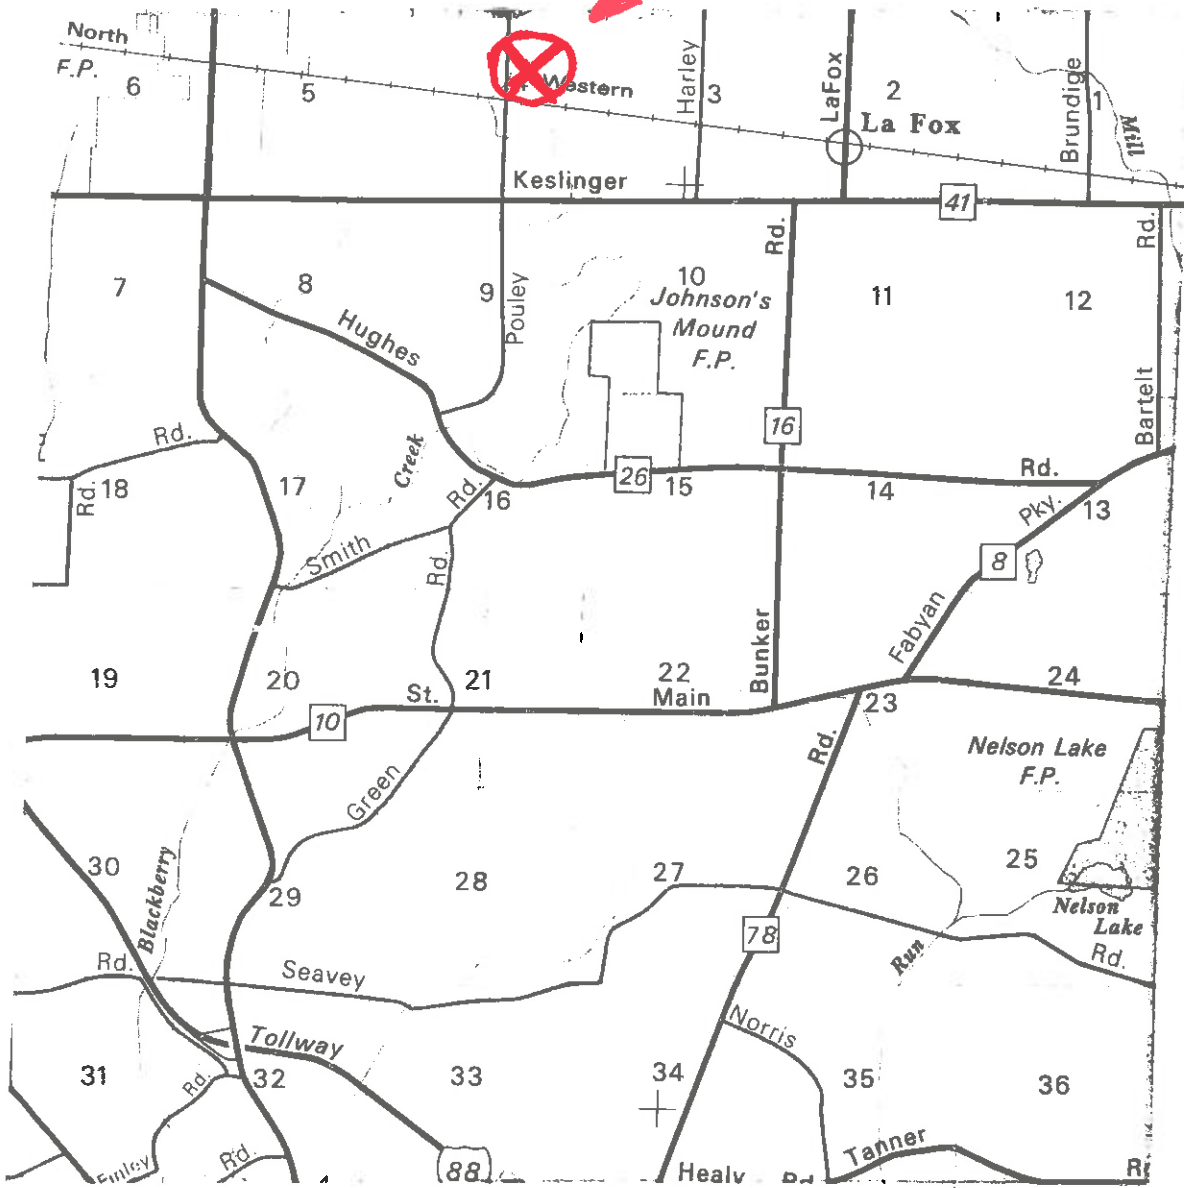 North
F.P.
6
5
Western
Harley
3
LaFox
2
La Fox
Brundige
1
Mill
Keslinger
41
7
8
9
Pouley
10
Johnson's
Mound
F.P.
Rd.
11
12
Rd.
Hughes
Bartelt
16
Rd.
18
Rd.
17
Creek
Rd.
16
26
15
14
Rd.
Pky.
13
8
Smith
Rd.
Fabyan
Bunker
19
20
21
22
24
St.
Main
10
23
Rd.
Nelson Lake
F.P.
Green
30
Blackberry
29
28
27
26
25
Nelson
Lake
78
Run
Rd.
Rd.
Seavey
Norris
Tollway
31
Rd.
32
33
34
35
36
Finley
Rd.
88
Healy
Rd
Tanner
R